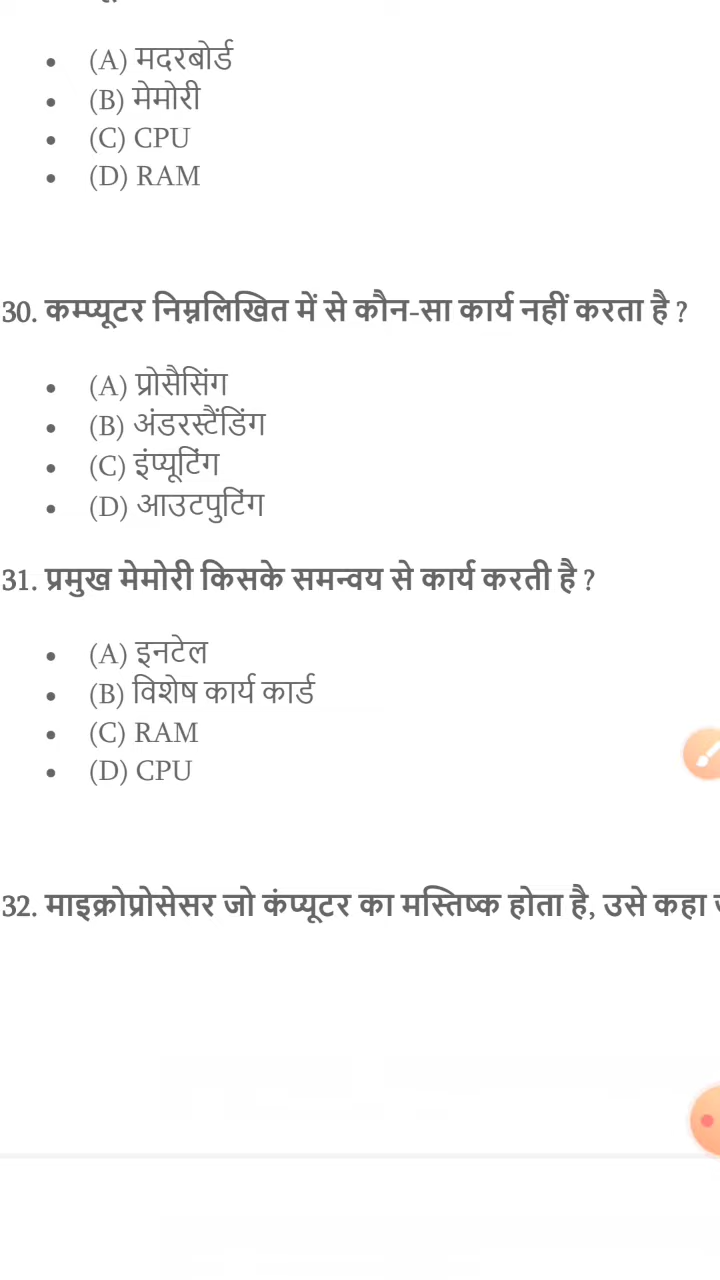 • (A) मदरबोर्ड
• (B) मेमोरी
• (C) CPU
• (D) RAM
30. कम्प्यूटर निम्नलिखित में से कौन-सा कार्य नहीं करता है ?
• (A) प्रोसैसिंग
• (B) अंडरस्टैंडिंग
• (C) इंप्यूटिंग
• (D) आउटपुटिंग
31. प्रमुख मेमोरी किसके समन्वय से कार्य करती है ?
• (A) इनटेल
• (B) विशेष कार्य कार्ड
• (C) RAM
• (D) CPU
32. माइक्रोप्रोसेसर जो कंप्यूटर का मस्तिष्क होता है, उसे कहा